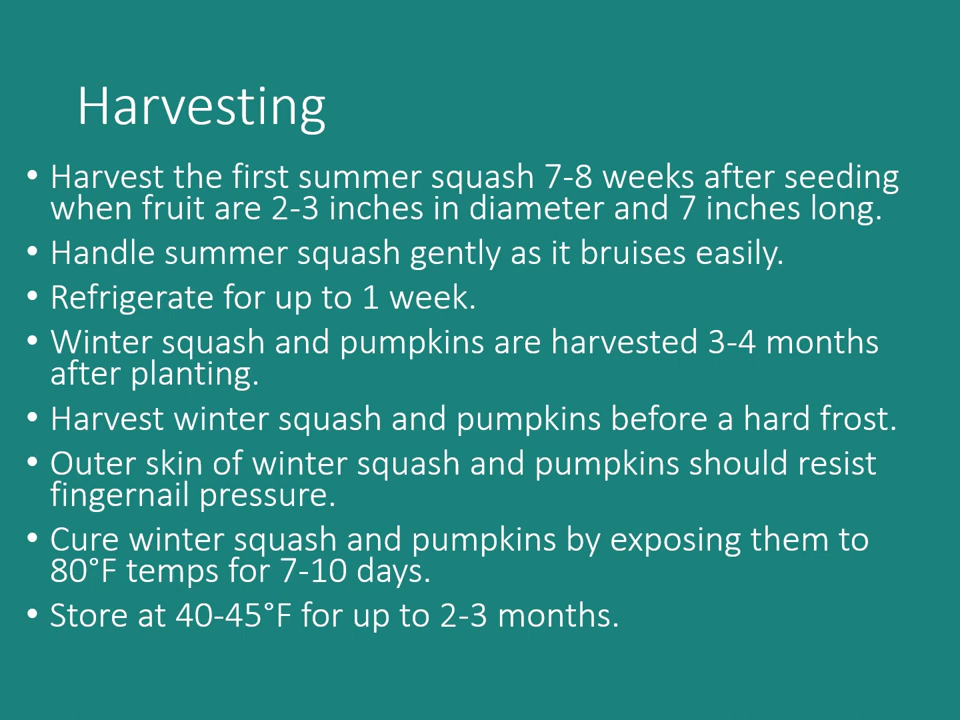 Harvesting
• Harvest the first summer squash 7-8 weeks after seeding
when fruit are 2-3 inches in diameter and 7 inches long.
• Handle summer squash gently as it bruises easily.
• Refrigerate for up to 1 week.
• Winter squash and pumpkins are harvested 3-4 months
after planting.
• Harvest winter squash and pumpkins before a hard frost.
• Outer skin of winter squash and pumpkins should resist
fingernail pressure.
• Cure winter squash and pumpkins by exposing them to
80°F temps for 7-10 days.
• Store at 40-45°F for up to 2-3 months.